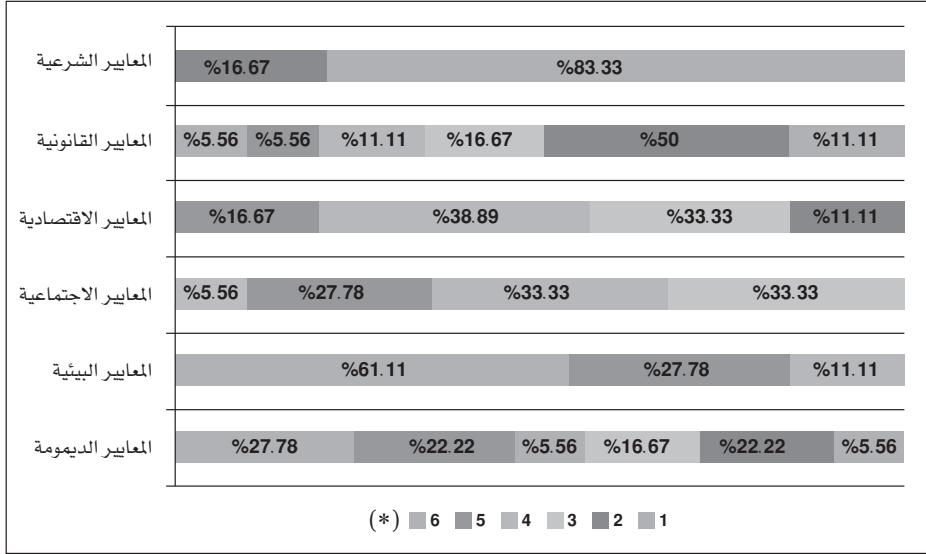 المعايير الشرعية %16.67 %83.33
المعايير القانونية %5.56 %5.56 %11.11 %16.67 %50 %11.11
المعايير الاقتصادية %16.67 %38.89 %33.33 %11.11
المعايير الاجتماعية %5.56 %27.78 %33.33 %33.33
المعايير البيئية %61.11 %27.78 %11.11
المعايير الديمومة %27.78 %22.22 %5.56 %16.67 %22.22 %5.56
(*) 6 5 4 3 2 1